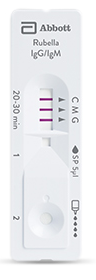 Abbott
Rubella
IgG/IgM
20-30 min
C M G
1
SP 5µl
2